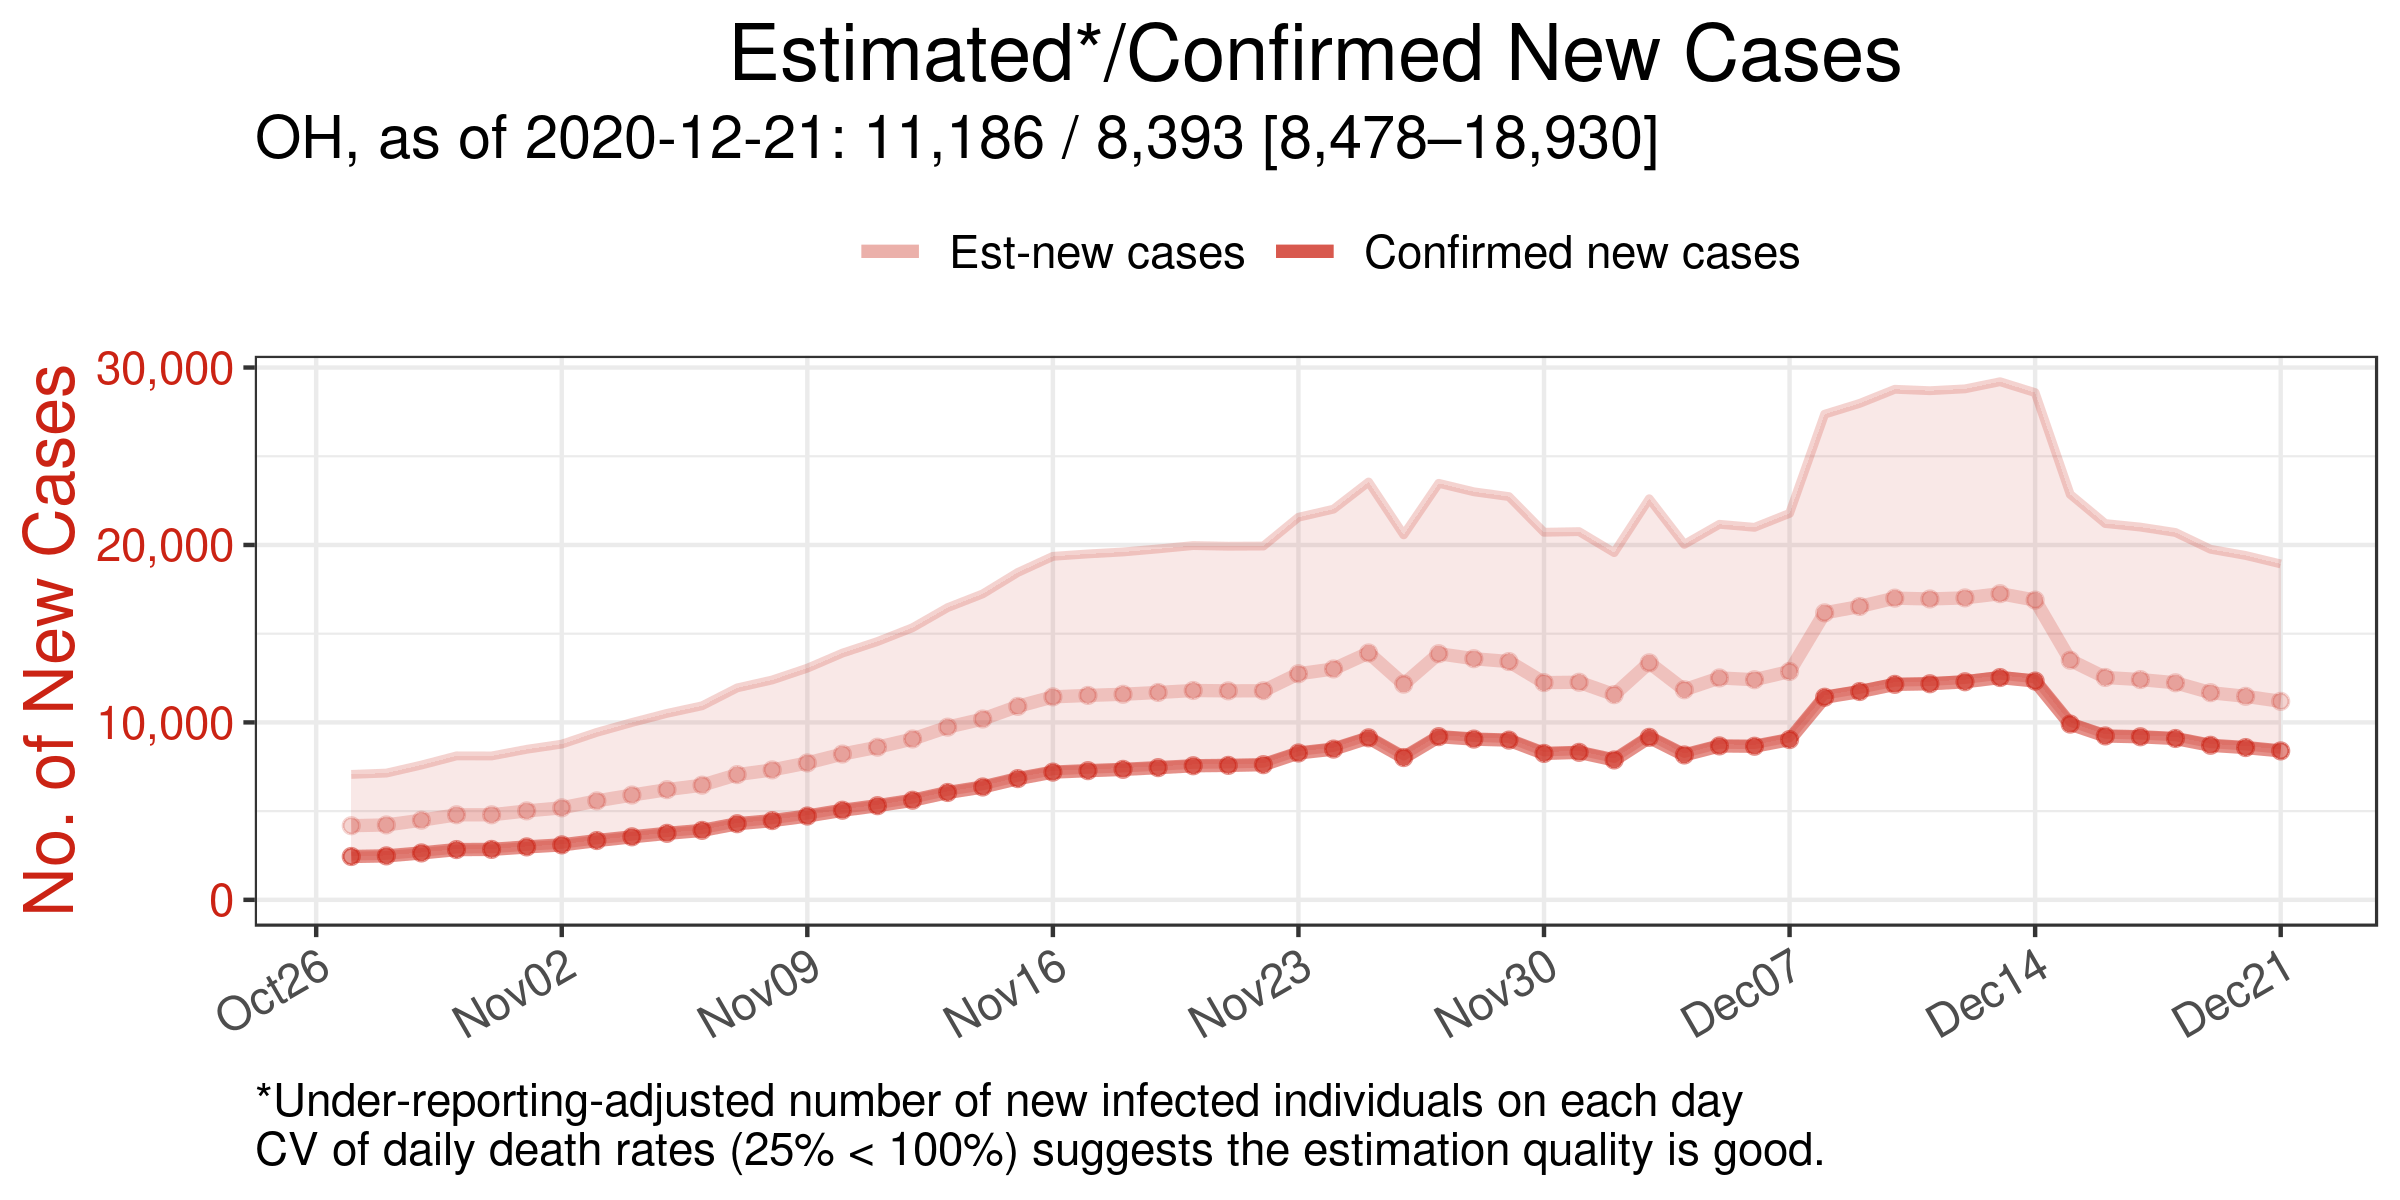 Estimated*/Confirmed New Cases
OH, as of 2020-12-21: 11,186 / 8,393 [8,478–18,930]
Est-new cases
Confirmed new cases
No. of New Cases
30,000
20,000
10,000
0
Oct26
Nov02
Nov09
Nov16
Nov23
Nov30
Dec07
Dec14
Dec21
*Under-reporting-adjusted number of new infected individuals on each day
CV of daily death rates (25% < 100%) suggests the estimation quality is good.